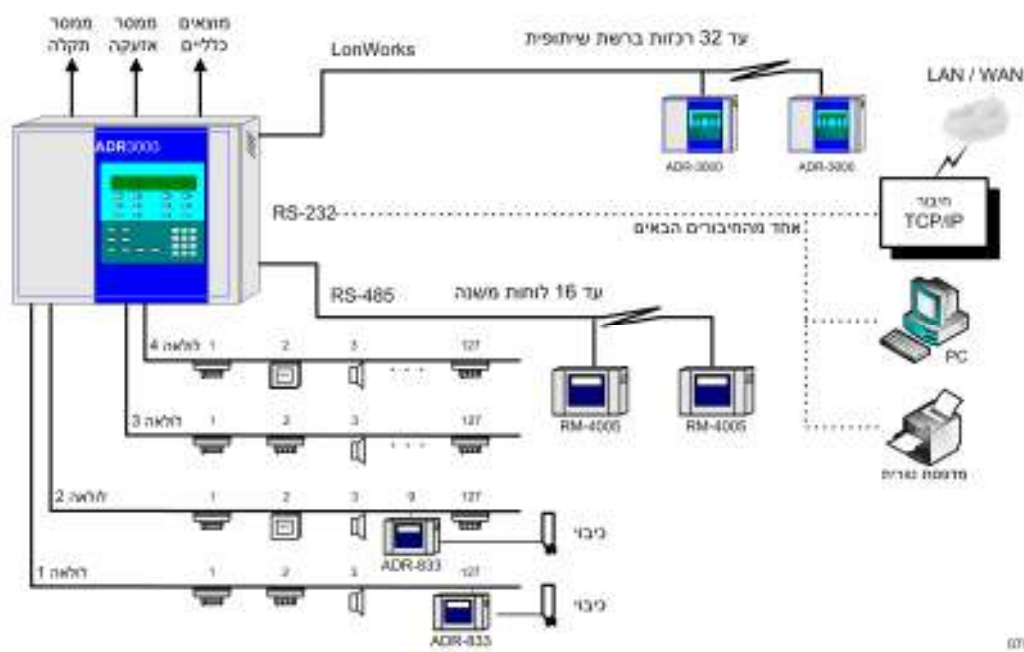 ממסר תקלה
ממסר אזעקה
מוצאים כלליים
LonWorks
עד 32 רכזות ברשת שיתופית
LAN / WAN
ADR3000
ADR-3000
ADR-3000
RS-232
אחד מהחיבורים הבאים
חיבור
TCP/IP
RS-485
עד 16 לוחות משנה
PC
RM-4005
RM-4005
מדפסת טורית
לולאה 4
1 2 3 . . . 127
לולאה 3
1 2 3 . . . 127
לולאה 2
1 2 3 9 127
ADR-833
כיבוי
לולאה 1
1 2 3 127
ADR-833
כיבוי